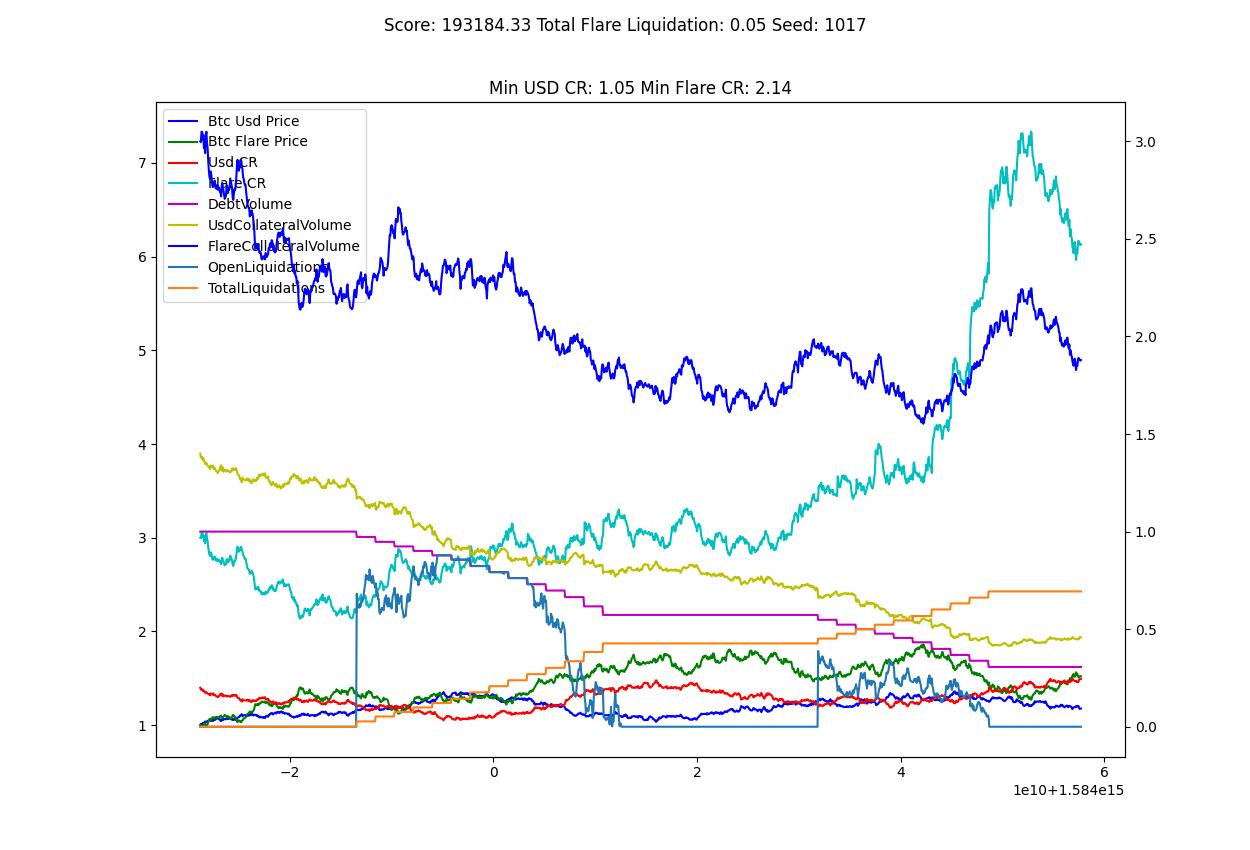 Score: 193184.33 Total Flare Liquidation: 0.05 Seed: 1017
Min USD CR: 1.05 Min Flare CR: 2.14
Btc Usd Price
Btc Flare Price
Usd CR
Flare CR
DebtVolume
UsdCollateralVolume
FlareCollateralVolume
OpenLiquidations
TotalLiquidations
7
6
5
4
3
2
1
3.0
2.5
2.0
1.5
1.0
0.5
0.0
−2
0
2
4
6
1e10+1.584e15